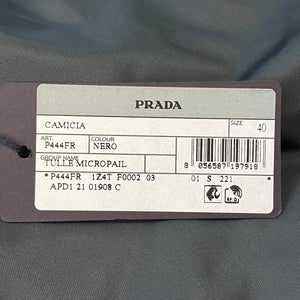 PRADA
CAMICIA
SIZE 40
ART. COLOUR
P444FR NERO
GROUP NAME
TULLE MICROPAIL
8 056587 197918
*P444FR 1Z4T F0002 03 01 S 221 *
APD1 21 01908 C
RFID